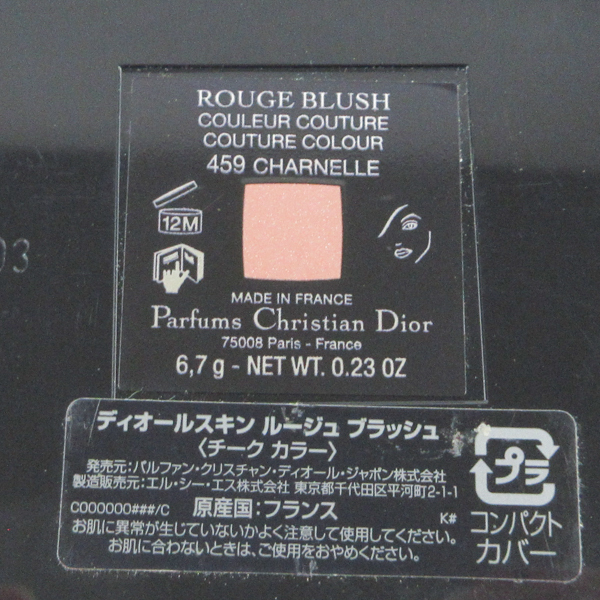 ROUGE BLUSH
COULEUR COUTURE
COUTURE COLOUR
459 CHARNELLE
12M
03
MADE IN FRANCE
Parfums Christian Dior
75008 Paris - France
6,7 g - NET WT. 0.23 OZ
ディオールスキン ルージュ ブラッシュ
〈チーク カラー〉
発売元:パルファン・クリスチャン・ディオール・ジャポン株式会社
製造販売元:エル・シー・エス株式会社 東京都千代田区平河町2-1-1
C000000###/C 原産国:フランス K#
お肌に異常が生じていないかよく注意して使用してください。
お肌に合わないときは、ご使用をおやめください。
プラ
コンパクト
カバー